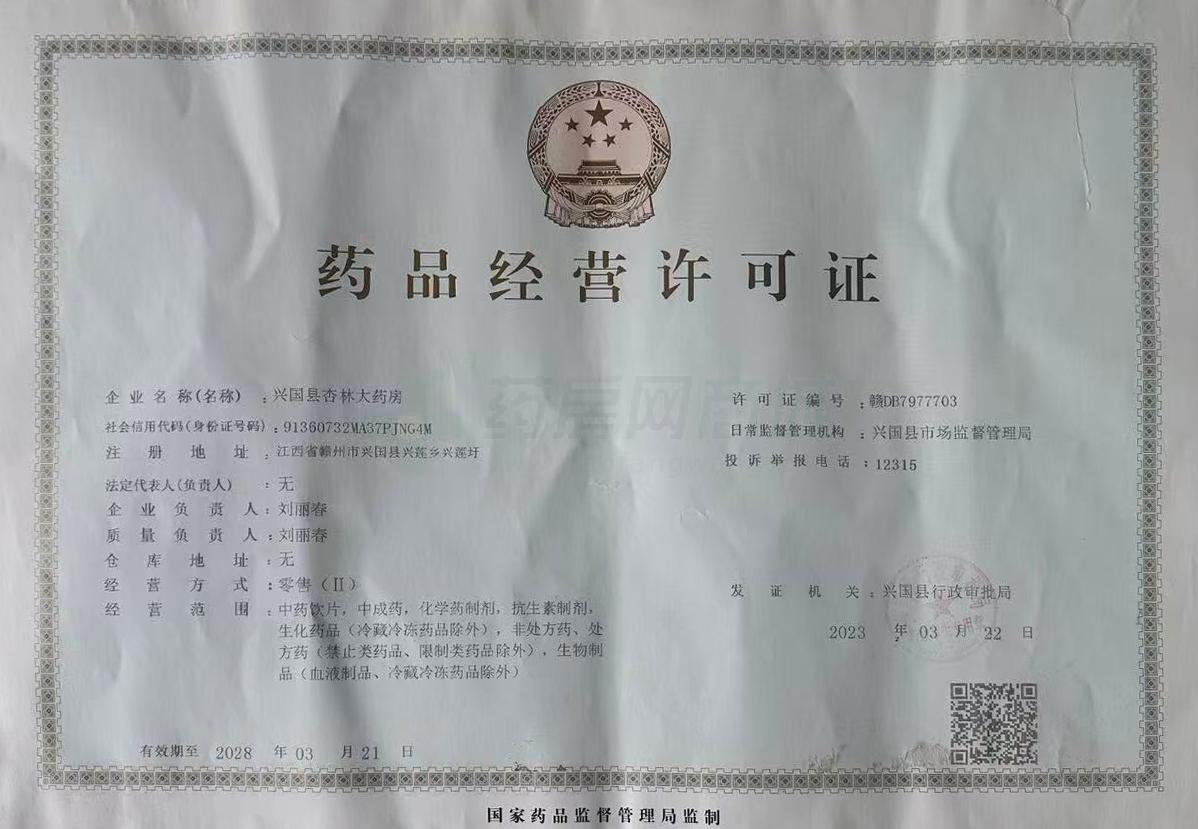 药品经营许可证
企业名称(名称)：兴国县杏林大药房
社会信用代码(身份证号码)：91360732MA37PJNG4M
注册地址：江西省赣州市兴国县兴莲乡兴莲圩
法定代表人(负责人)：无
企业负责人：刘丽春
质量负责人：刘丽春
仓库地址：无
经营方式：零售（Ⅱ）
经营范围：中药饮片，中成药，化学药制剂，抗生素制剂，
生化药品（冷藏冷冻药品除外），非处方药、处
方药（禁止类药品、限制类药品除外），生物制
品（血液制品、冷藏冷冻药品除外）
许可证编号：赣DB7977703
日常监督管理机构：兴国县市场监督管理局
投诉举报电话：12315
发证机关：兴国县行政审批局
2023 年 03 月 22 日
有效期至 2028 年 03 月 21 日
国家药品监督管理局监制
药房网商